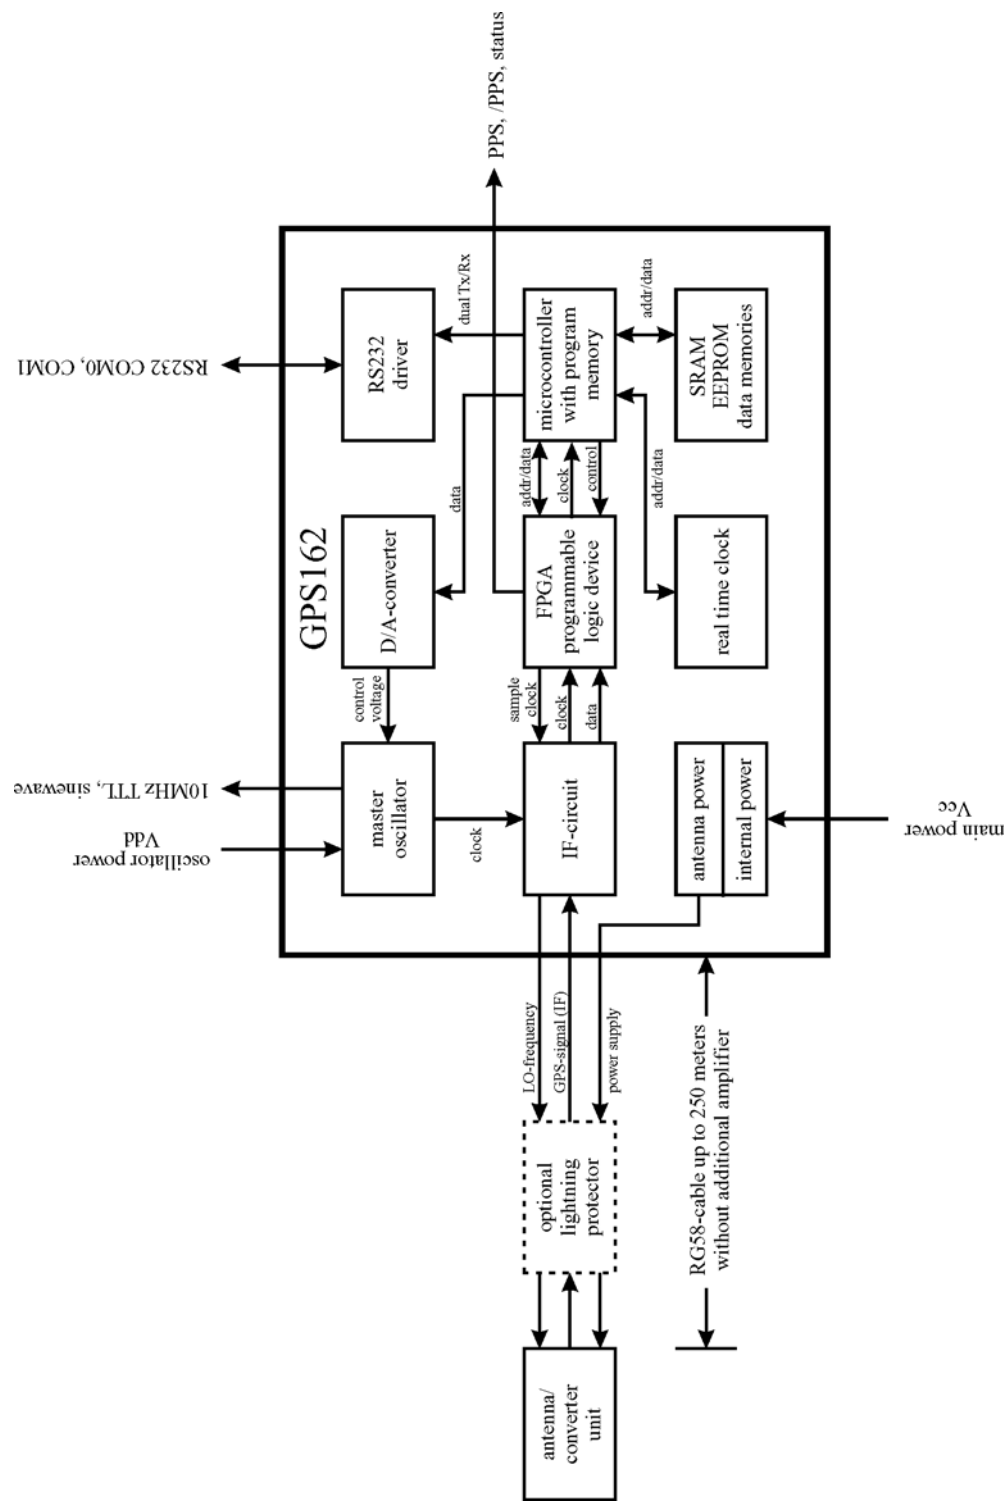 GPS162
oscillator power
Vdd
10MHz TTL, sinewave
RS232 COM0, COM1
master
oscillator
control
voltage
D/A-converter
RS232
driver
clock
data
dual Tx/Rx
PPS, /PPS, status
antenna/
converter
unit
optional
lightning
protector
LO-frequency
GPS-signal (IF)
power supply
IF-circuit
sample
clock
clock
data
FPGA
programmable
logic device
addr/data
clock
control
microcontroller
with program
memory
addr/data
addr/data
antenna power
internal power
real time clock
SRAM
EEPROM
data memories
RG58-cable up to 250 meters
without additional amplifier
main power
Vcc